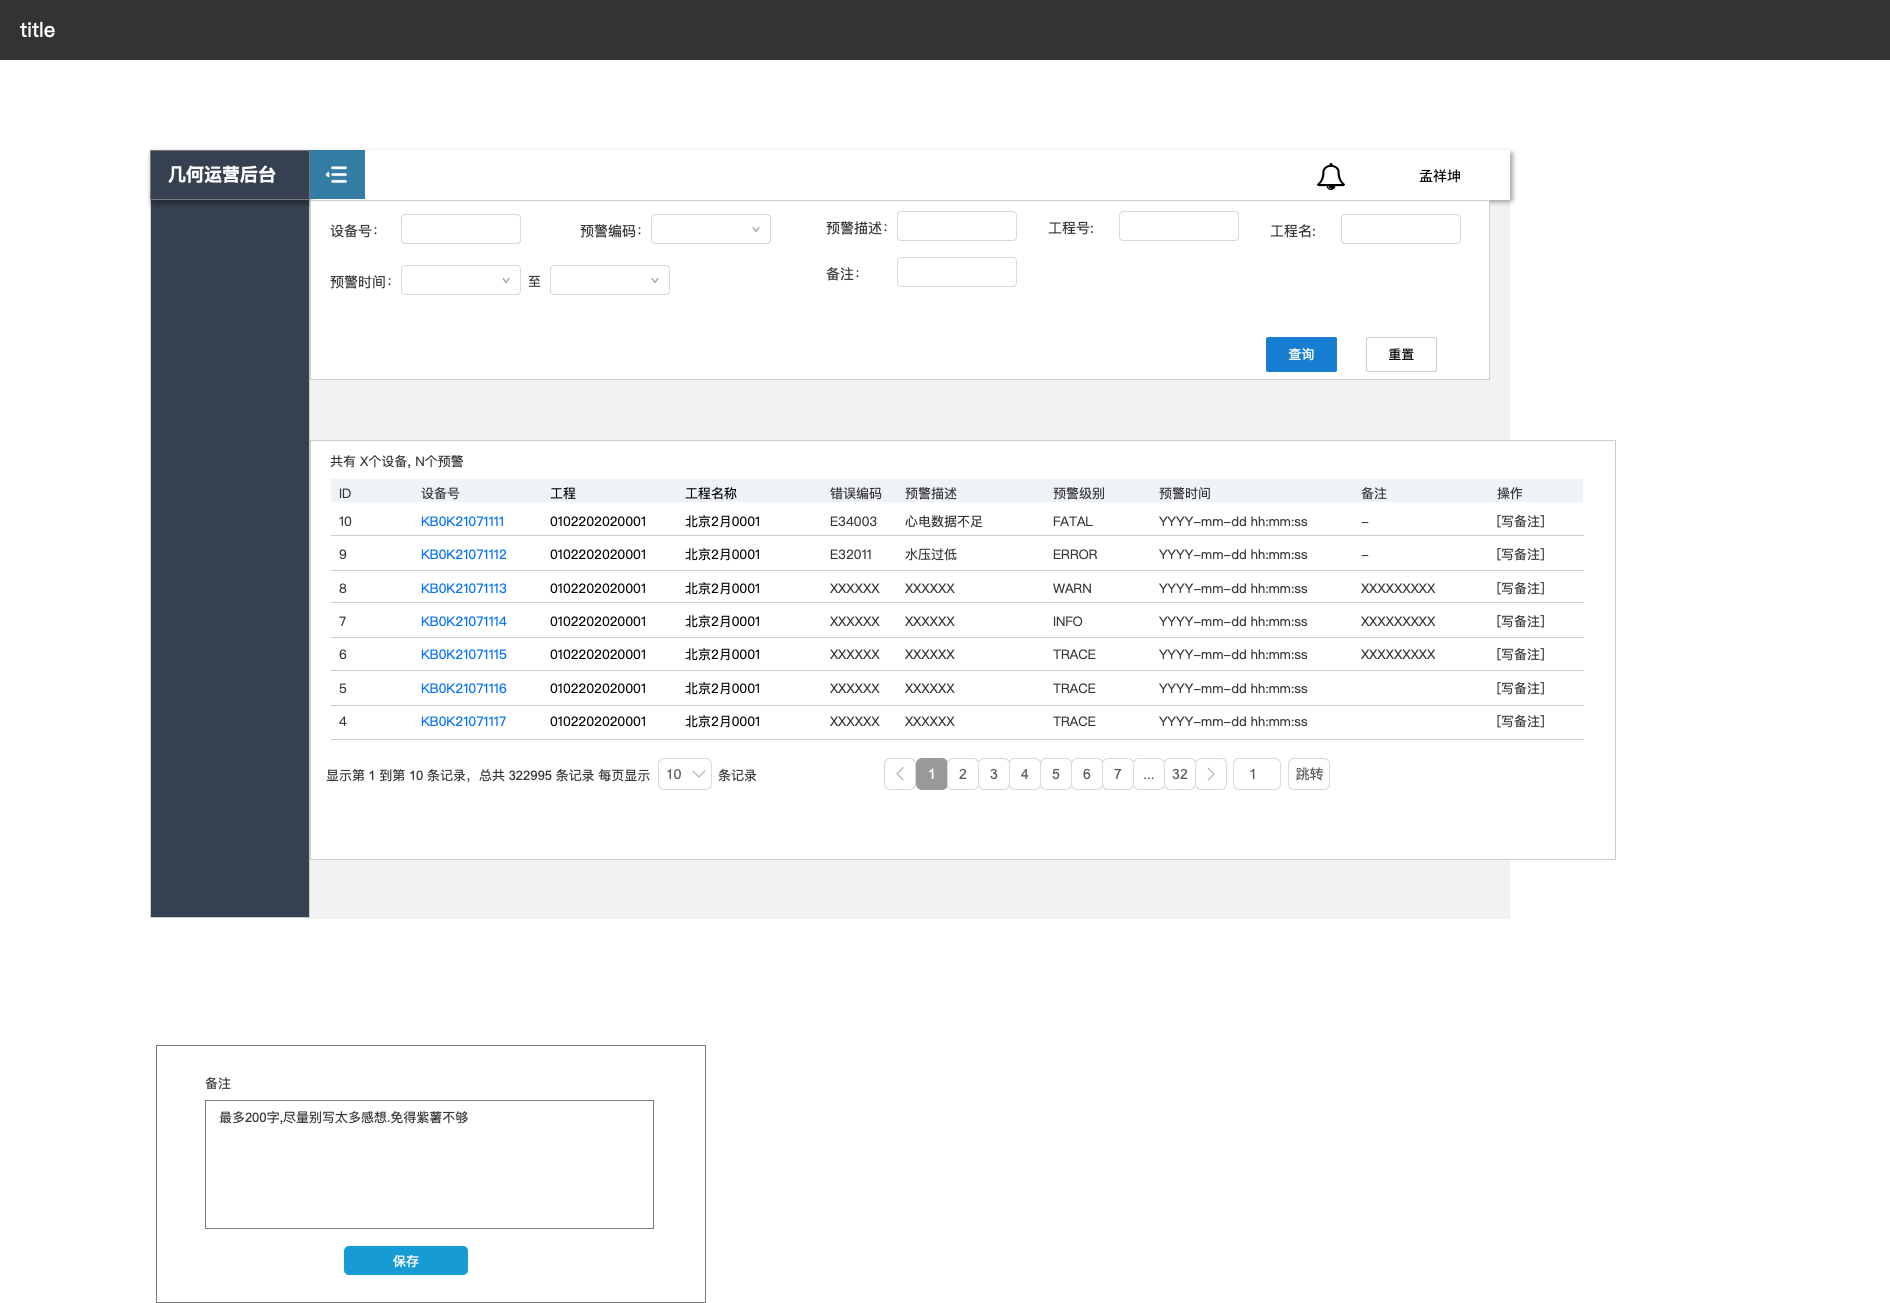 title
几何运营后台
孟祥坤
设备号： 预警编码： 预警描述： 工程号: 工程名:
预警时间： 至 备注：
查询 重置
共有 X个设备, N个预警
ID 设备号 工程 工程名称 错误编码 预警描述 预警级别 预警时间 备注 操作
10 KB0K21071111 0102202020001 北京2月0001 E34003 心电数据不足 FATAL YYYY-mm-dd hh:mm:ss - [写备注]
9 KB0K21071112 0102202020001 北京2月0001 E32011 水压过低 ERROR YYYY-mm-dd hh:mm:ss - [写备注]
8 KB0K21071113 0102202020001 北京2月0001 XXXXXX XXXXXX WARN YYYY-mm-dd hh:mm:ss XXXXXXXXX [写备注]
7 KB0K21071114 0102202020001 北京2月0001 XXXXXX XXXXXX INFO YYYY-mm-dd hh:mm:ss XXXXXXXXX [写备注]
6 KB0K21071115 0102202020001 北京2月0001 XXXXXX XXXXXX TRACE YYYY-mm-dd hh:mm:ss XXXXXXXXX [写备注]
5 KB0K21071116 0102202020001 北京2月0001 XXXXXX XXXXXX TRACE YYYY-mm-dd hh:mm:ss [写备注]
4 KB0K21071117 0102202020001 北京2月0001 XXXXXX XXXXXX TRACE YYYY-mm-dd hh:mm:ss [写备注]
显示第 1 到第 10 条记录，总共 322995 条记录 每页显示 10 条记录 1 2 3 4 5 6 7 ... 32 1 跳转
备注
最多200字,尽量别写太多感想.免得紫薯不够
保存